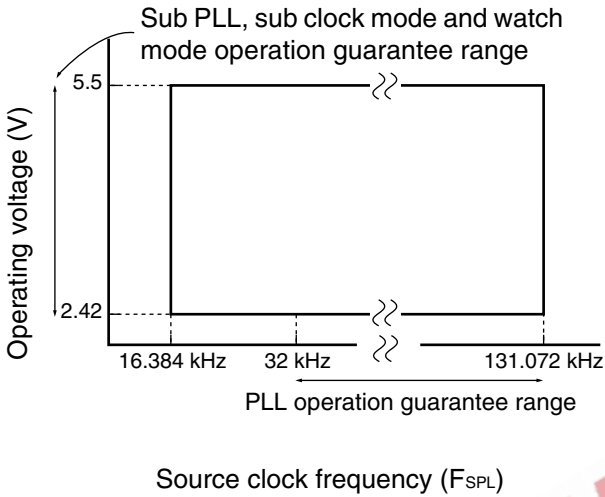 Sub PLL, sub clock mode and watch
mode operation guarantee range
5.5
Operating voltage (V)
2.42
16.384 kHz 32 kHz 131.072 kHz
PLL operation guarantee range
Source clock frequency (FSPL)